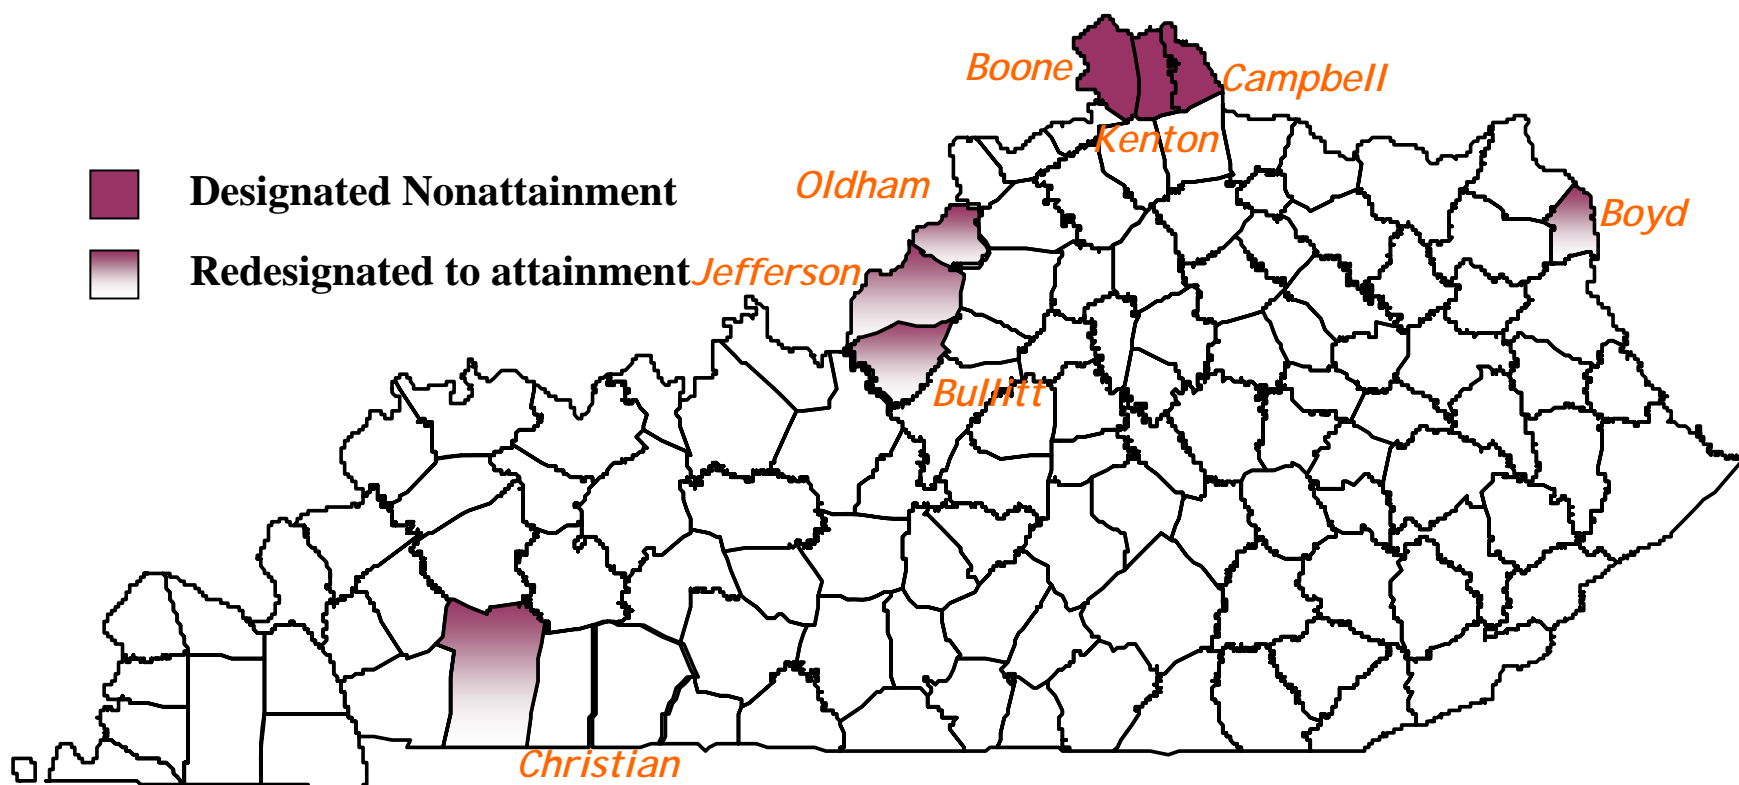 Boone
Campbell
Kenton
Designated Nonattainment
Oldham
Boyd
Redesignated to attainment
Jefferson
Bullitt
Christian